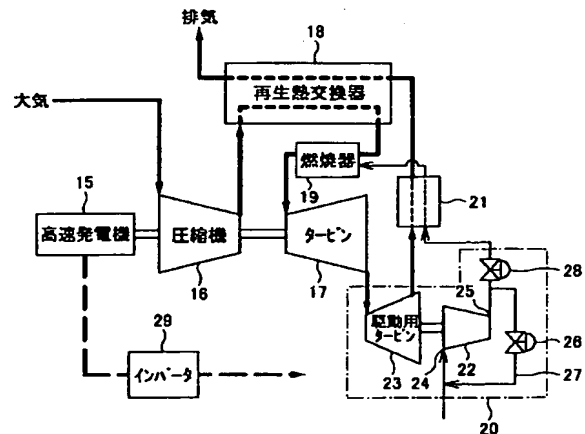 排気
18
再生熱交換器
大気
燃焼器
19
15
高速発電機
圧縮機
16
タービン
17
21
28
25
駆動用
タービン
23
24
22
26
27
20
29
インバータ